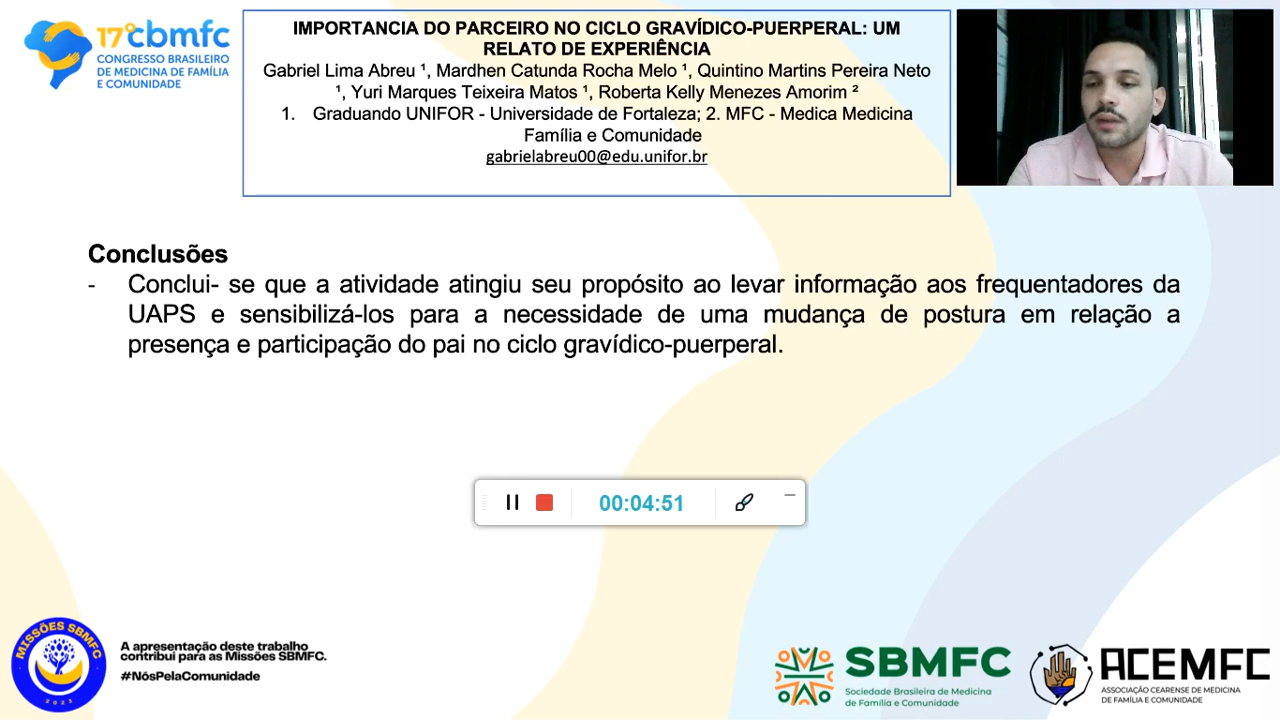 17º cbmfc
CONGRESSO BRASILEIRO
DE MEDICINA DE FAMÍLIA
E COMUNIDADE
IMPORTANCIA DO PARCEIRO NO CICLO GRAVÍDICO-PUERPERAL: UM
RELATO DE EXPERIÊNCIA
Gabriel Lima Abreu ¹, Mardhen Catunda Rocha Melo ¹, Quintino Martins Pereira Neto
¹, Yuri Marques Teixeira Matos ¹, Roberta Kelly Menezes Amorim ²
1. Graduando UNIFOR - Universidade de Fortaleza; 2. MFC - Medica Medicina
Família e Comunidade
gabrielabreu00@edu.unifor.br
Conclusões
- Conclui- se que a atividade atingiu seu propósito ao levar informação aos frequentadores da
UAPS e sensibilizá-los para a necessidade de uma mudança de postura em relação a
presença e participação do pai no ciclo gravídico-puerperal.
00:04:51
MISSÕES SBMFC
2023
A apresentação deste trabalho
contribui para as Missões SBMFC.
#NósPelaComunidade
SBMFC
Sociedade Brasileira de Medicina
de Família e Comunidade
ACEMFC
ASSOCIAÇÃO CEARENSE DE MEDICINA
DE FAMÍLIA E COMUNIDADE